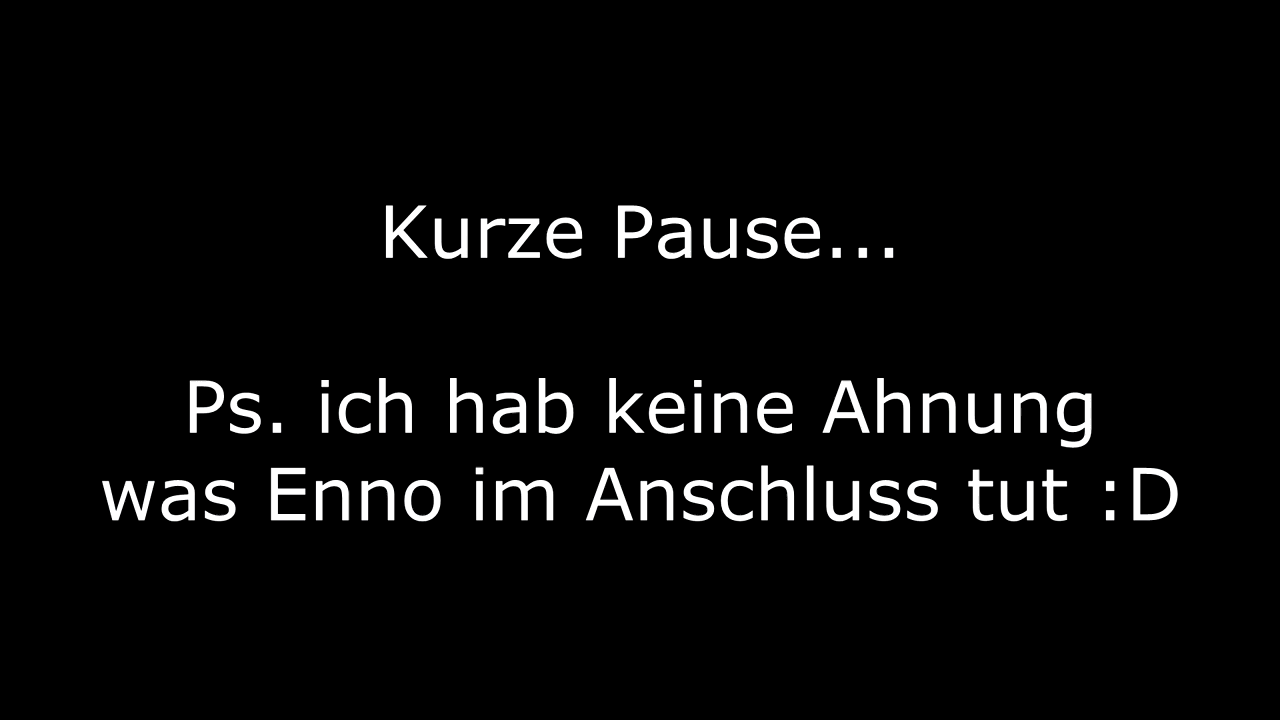 Kurze Pause...
Ps. ich hab keine Ahnung
was Enno im Anschluss tut :D